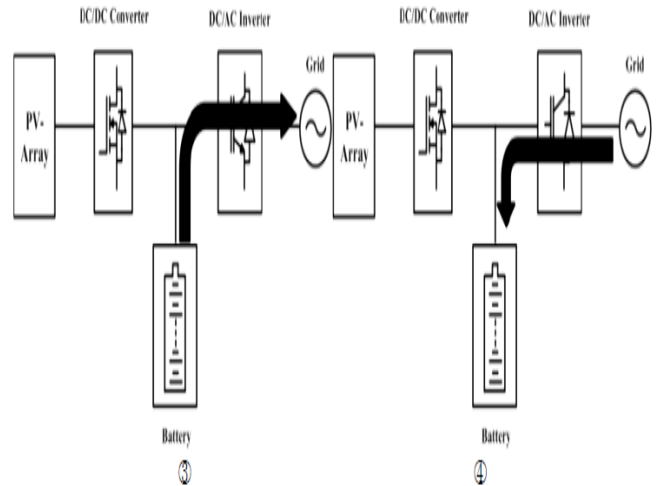 DC/DC Converter
DC/AC Inverter
Grid
PV-
Array
Battery
③
DC/DC Converter
DC/AC Inverter
Grid
PV-
Array
Battery
④